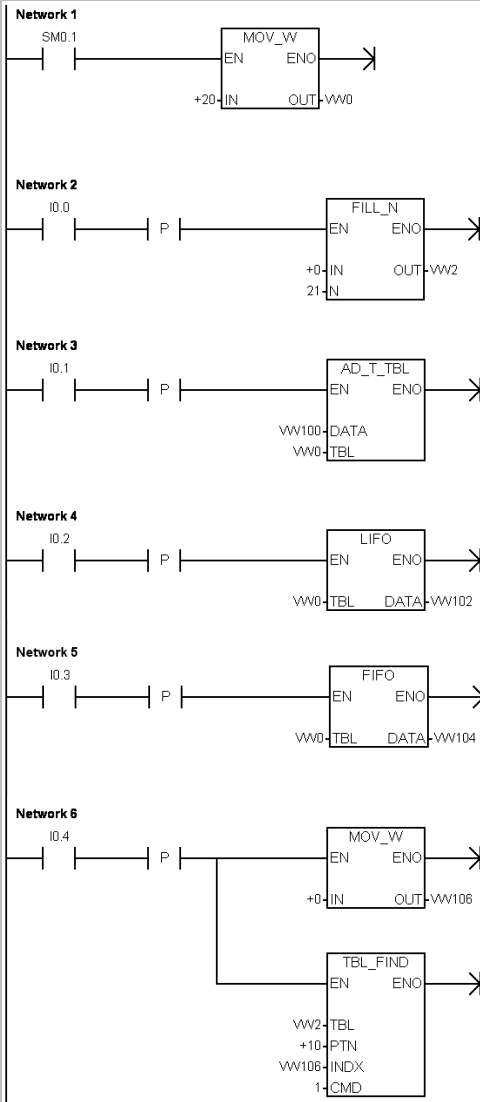 Network 1
SM0.1
MOV_W
EN ENO
+20 IN OUT VW0
Network 2
I0.0
P
FILL_N
EN ENO
+0 IN OUT VW2
21 N
Network 3
I0.1
P
AD_T_TBL
EN ENO
VW100 DATA
VW0 TBL
Network 4
I0.2
P
LIFO
EN ENO
VW0 TBL DATA VW102
Network 5
I0.3
P
FIFO
EN ENO
VW0 TBL DATA VW104
Network 6
I0.4
P
MOV_W
EN ENO
+0 IN OUT VW106
TBL_FIND
EN ENO
VW2 TBL
+10 PTN
VW106 INDX
1 CMD